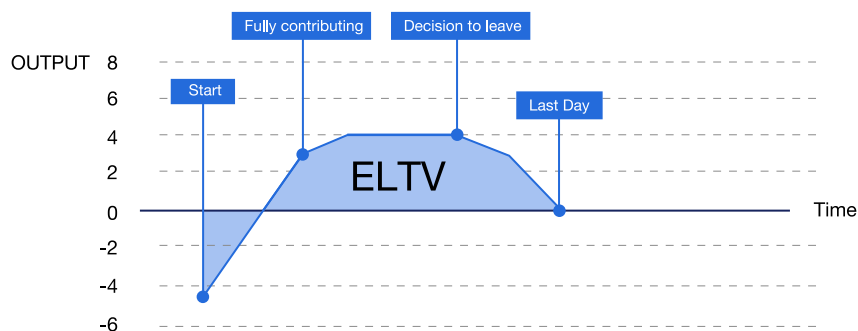 Fully contributing
Decision to leave
OUTPUT
8
Start
6
Last Day
4
ELTV
2
0
Time
-2
-4
-6